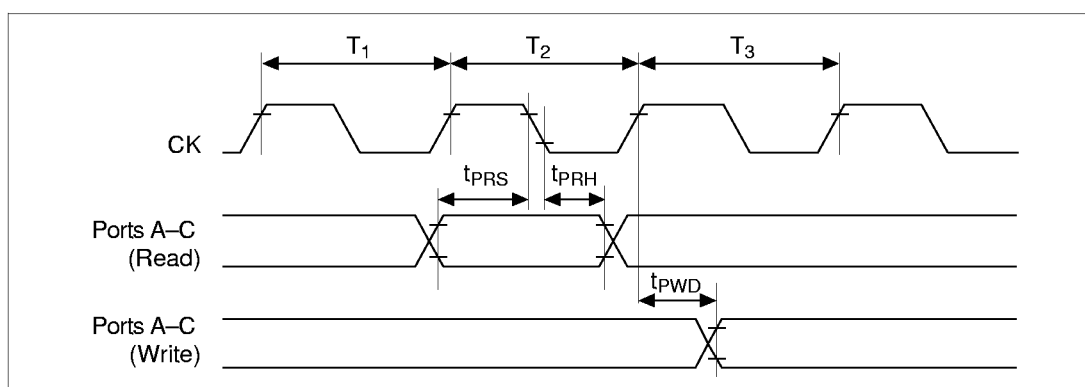 T1 T2 T3
CK
tPRS tPRH
Ports A–C
(Read)
tPWD
Ports A–C
(Write)